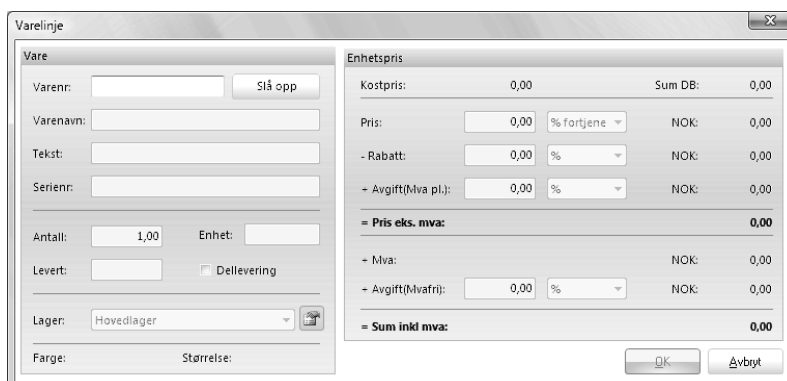 Varelinje
Vare
Varenr: Slå opp
Varenavn:
Tekst:
Serienr:
Antall: 1,00 Enhet:
Levert: Dellevering
Lager: Hovedlager
Farge: Størrelse:
Enhetspris
Kostpris: 0,00 Sum DB: 0,00
Pris: 0,00 % fortjene NOK: 0,00
- Rabatt: 0,00 % NOK: 0,00
+ Avgift(Mva pl.): 0,00 % NOK: 0,00
= Pris eks. mva: 0,00
+ Mva: NOK: 0,00
+ Avgift(Mvafri): 0,00 % NOK: 0,00
= Sum inkl mva: 0,00
OK Avbryt